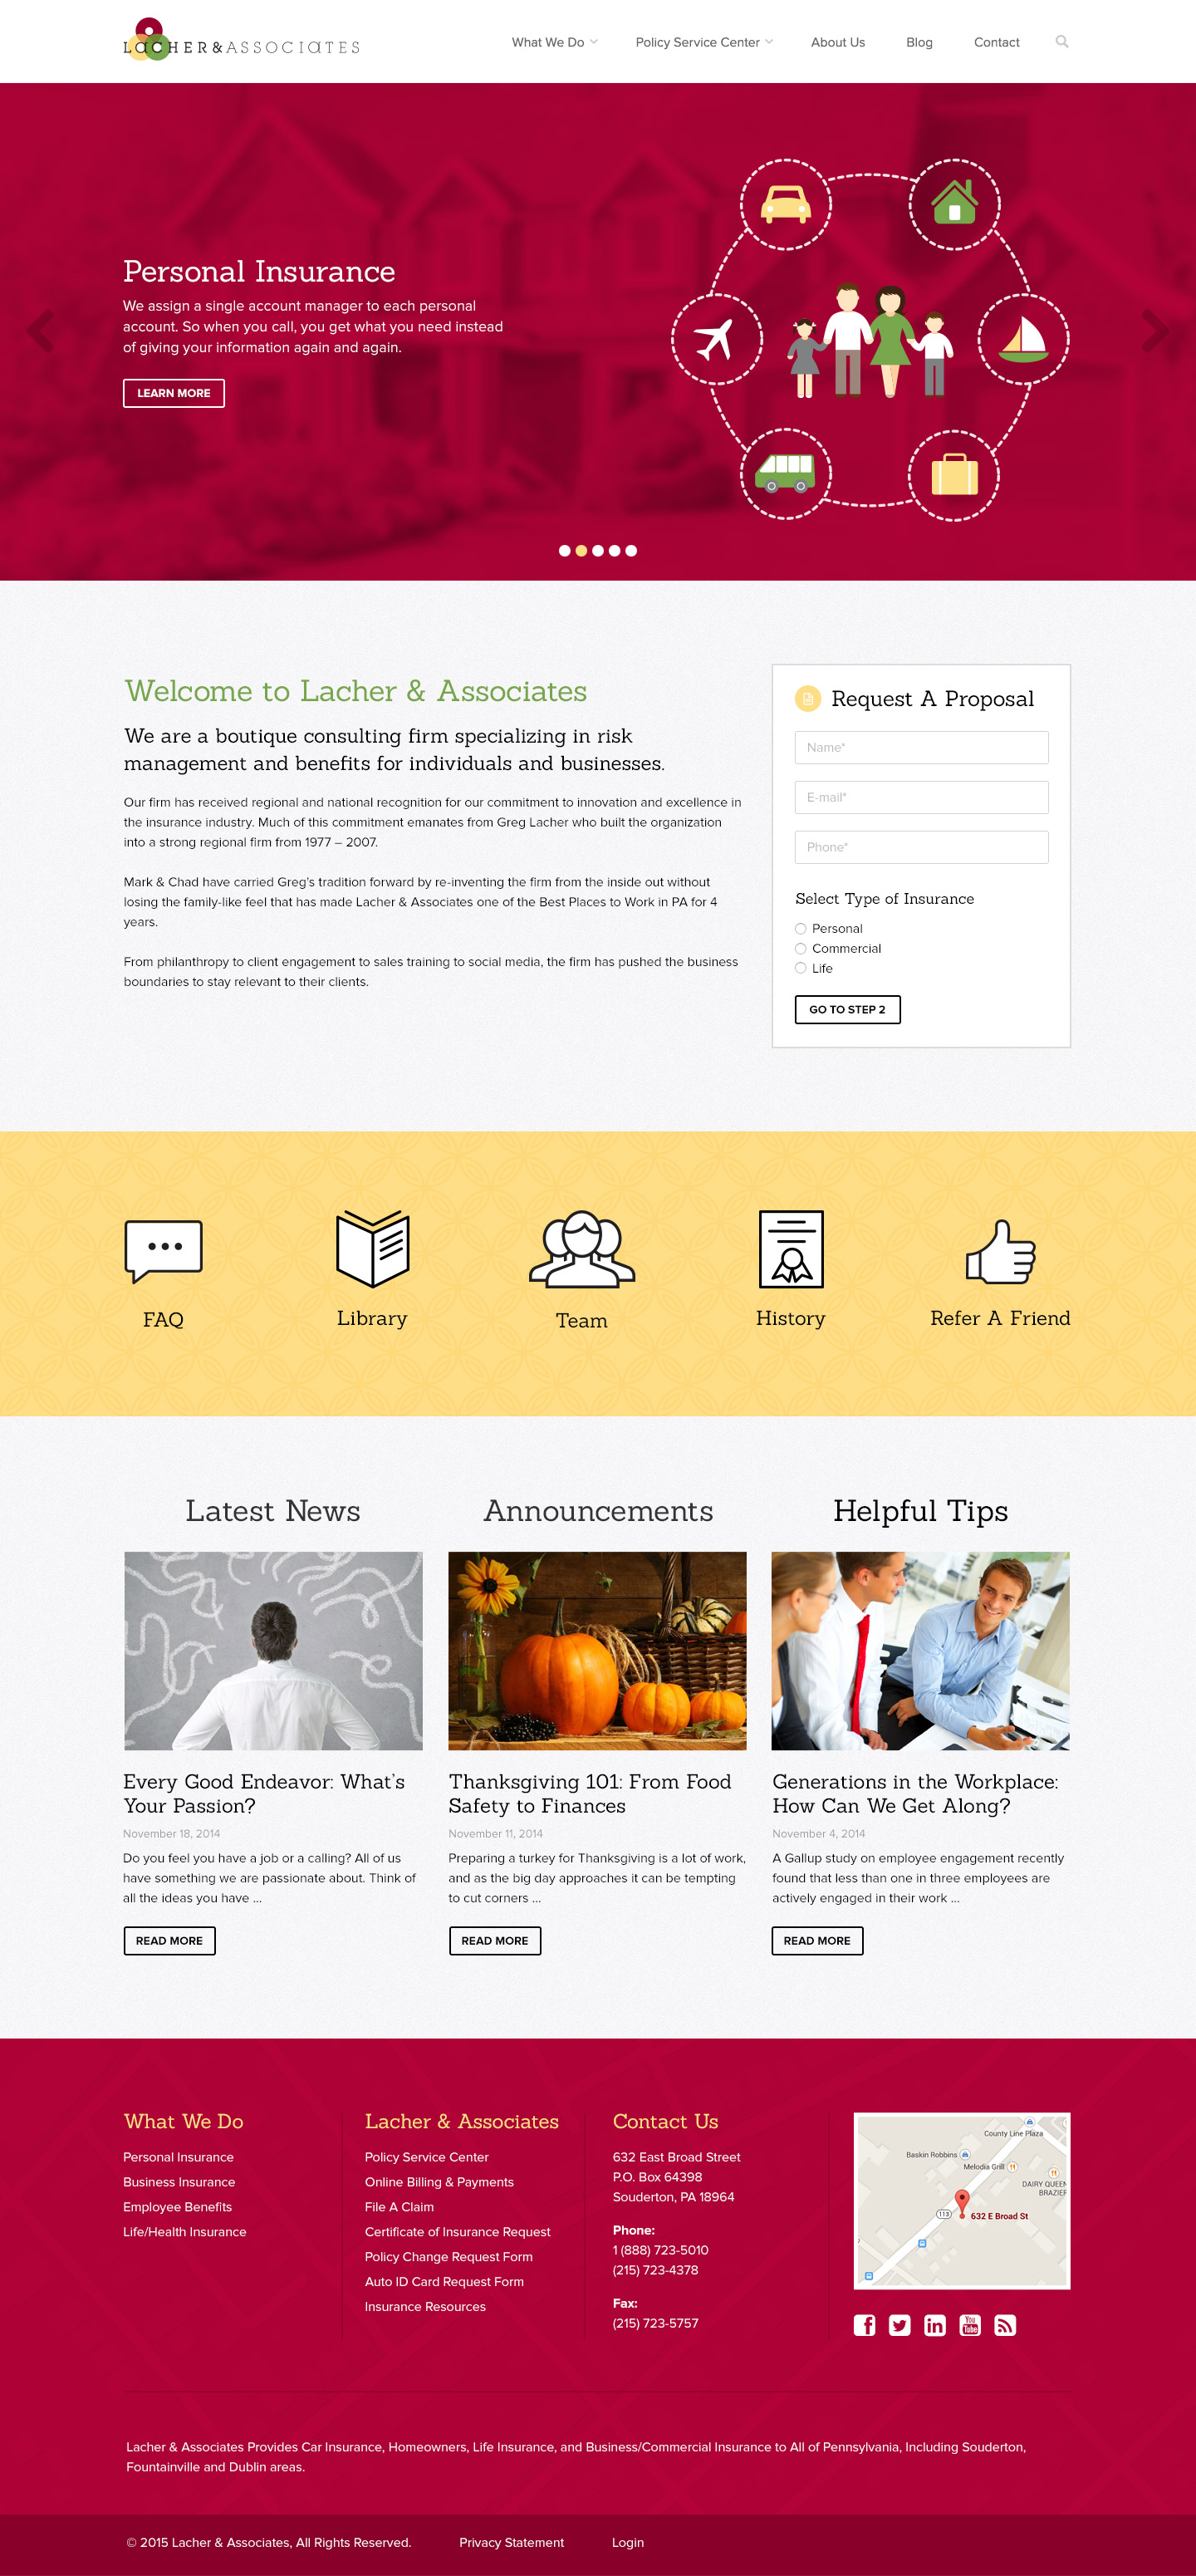 LACHER&ASSOCIATES
What We Do
Policy Service Center
About Us
Blog
Contact
Personal Insurance
We assign a single account manager to each personal
account. So when you call, you get what you need instead
of giving your information again and again.
LEARN MORE
Welcome to Lacher & Associates
We are a boutique consulting firm specializing in risk
management and benefits for individuals and businesses.
Our firm has received regional and national recognition for our commitment to innovation and excellence in
the insurance industry. Much of this commitment emanates from Greg Lacher who built the organization
into a strong regional firm from 1977 – 2007.
Mark & Chad have carried Greg's tradition forward by re-inventing the firm from the inside out without
losing the family-like feel that has made Lacher & Associates one of the Best Places to Work in PA for 4
years.
From philanthropy to client engagement to sales training to social media, the firm has pushed the business
boundaries to stay relevant to their clients.
Request A Proposal
Name*
E-mail*
Phone*
Select Type of Insurance
Personal
Commercial
Life
GO TO STEP 2
FAQ
Library
Team
History
Refer A Friend
Latest News
Every Good Endeavor: What's
Your Passion?
November 18, 2014
Do you feel you have a job or a calling? All of us
have something we are passionate about. Think of
all the ideas you have ...
READ MORE
Announcements
Thanksgiving 101: From Food
Safety to Finances
November 11, 2014
Preparing a turkey for Thanksgiving is a lot of work,
and as the big day approaches it can be tempting
to cut corners ...
READ MORE
Helpful Tips
Generations in the Workplace:
How Can We Get Along?
November 4, 2014
A Gallup study on employee engagement recently
found that less than one in three employees are
actively engaged in their work ...
READ MORE
What We Do
Personal Insurance
Business Insurance
Employee Benefits
Life/Health Insurance
Lacher & Associates
Policy Service Center
Online Billing & Payments
File A Claim
Certificate of Insurance Request
Policy Change Request Form
Auto ID Card Request Form
Insurance Resources
Contact Us
632 East Broad Street
P.O. Box 64398
Souderton, PA 18964
Phone:
1 (888) 723-5010
(215) 723-4378
Fax:
(215) 723-5757
County Line Plaza
Baskin Robbins
Melodia Grill
DAIRY QUEEN
BRAZIER
113
632 E Broad St
f
in
You
Tube
Lacher & Associates Provides Car Insurance, Homeowners, Life Insurance, and Business/Commercial Insurance to All of Pennsylvania, Including Souderton,
Fountainville and Dublin areas.
© 2015 Lacher & Associates, All Rights Reserved.
Privacy Statement
Login